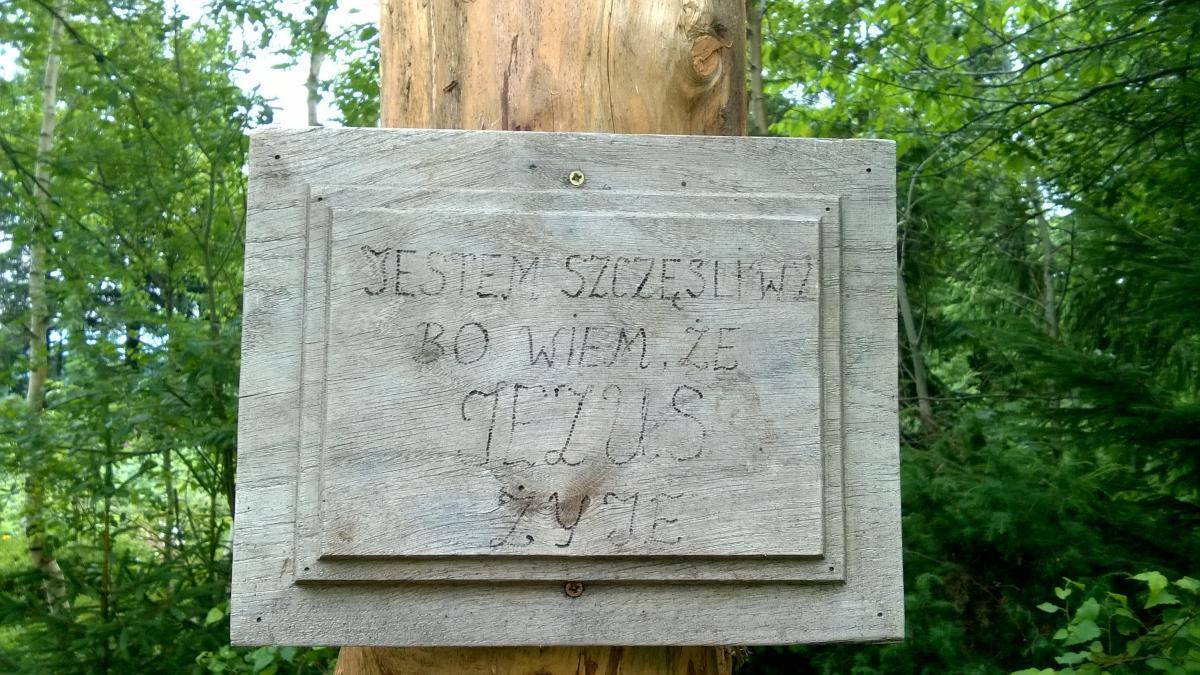 JESTEM SZCZĘŚLIWY
BO WIEM, ŻE
JEZUS
ŻYJE